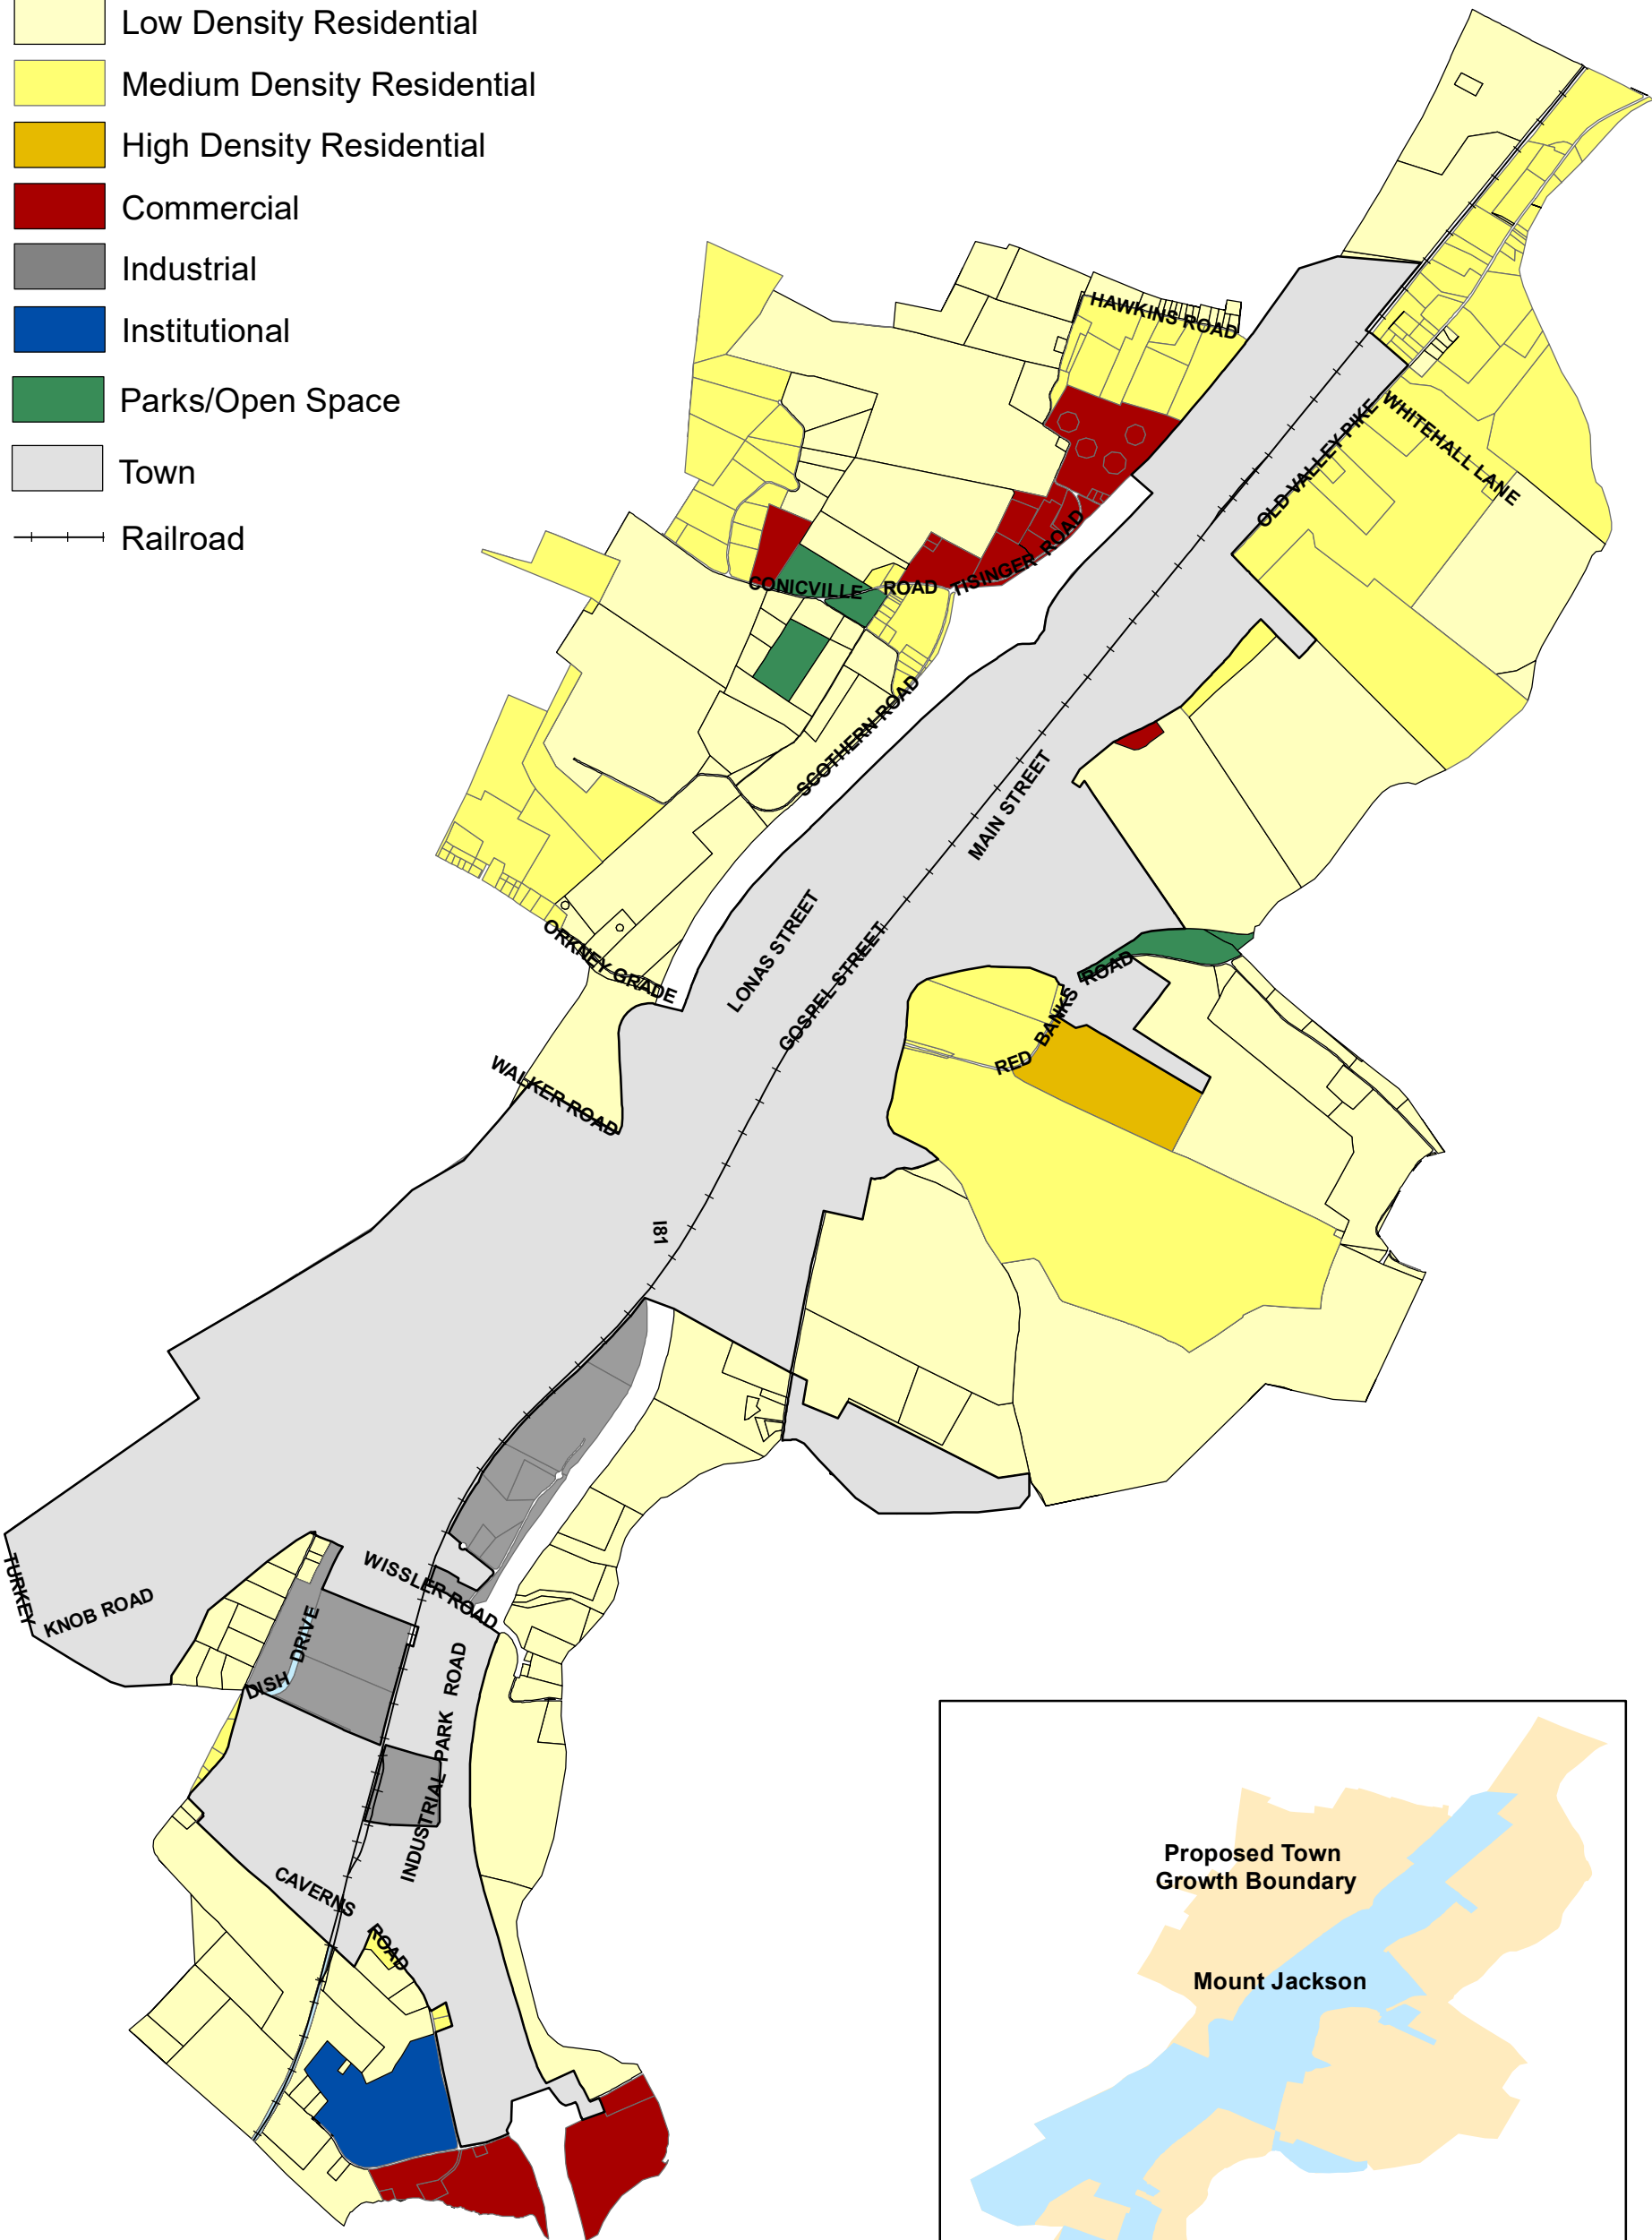 Low Density Residential
Medium Density Residential
High Density Residential
Commercial
Industrial
Institutional
Parks/Open Space
Town
Railroad
HAWKINS ROAD
WHITEHALL LANE
OLD VALLEY PIKE
CONICVILLE ROAD
TISINGER ROAD
SCOTHERN ROAD
MAIN STREET
LONAS STREET
GOSPEL STREET
ORKNEY GRADE
RED BANKS ROAD
WALKER ROAD
I81
WISSLER ROAD
TURKEY KNOB ROAD
DISH DRIVE
INDUSTRIAL PARK ROAD
CAVERNS ROAD
Proposed Town
Growth Boundary
Mount Jackson